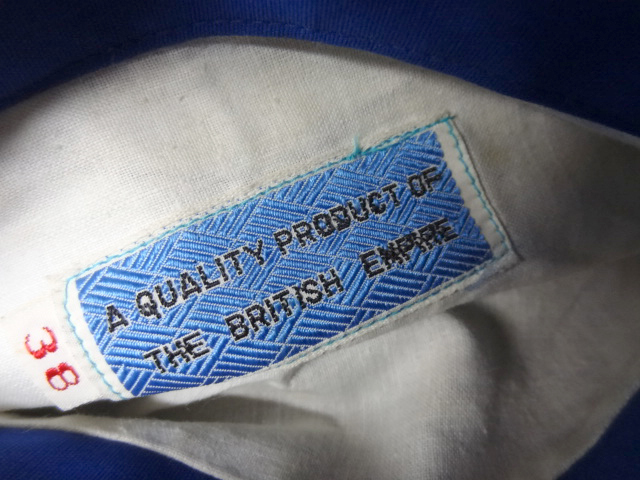 A QUALITY PRODUCT OF
THE BRITISH EMPIRE
38